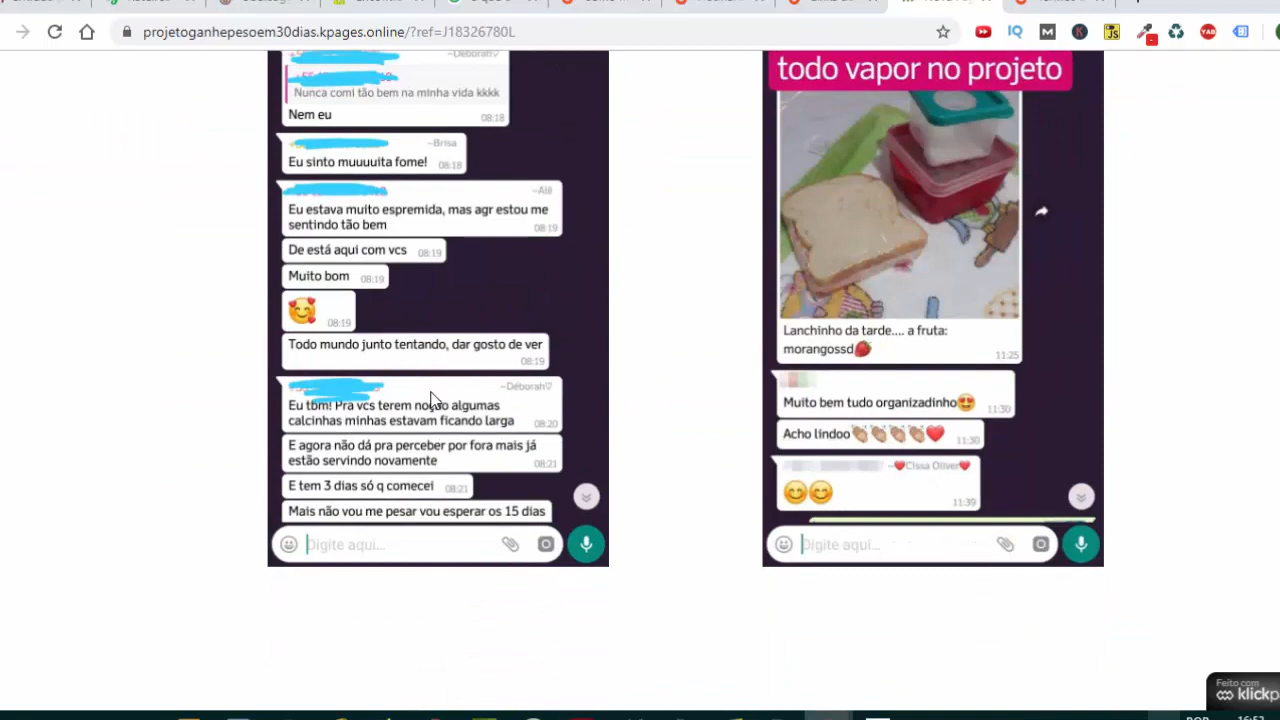 projetoganhepesoem30dias.kpages.online/?ref=J18326780L
~Déborah♡
Nunca comi tão bem na minha vida kkkk
Nem eu
08:18
~Brisa
Eu sinto muuuuita fome!
08:18
~Alê
Eu estava muito espremida, mas agr estou me
sentindo tão bem
08:19
De está aqui com vcs
08:19
Muito bom
08:19
🥰
08:19
Todo mundo junto tentando, dar gosto de ver
08:19
~Déborah♡
Eu tbm! Pra vcs terem algumas
calcinhas minhas estavam ficando larga
08:20
E agora não dá pra perceber por fora mais já
estão servindo novamente
08:21
E tem 3 dias só q comecei
08:21
Mais não vou me pesar vou esperar os 15 dias
Digite aqui...
todo vapor no projeto
Lanchinho da tarde.... a fruta:
morangossd🍓
11:25
Muito bem tudo organizadinho😍
11:30
Acho lindoo👏🏽👏🏽👏🏽👏🏽❤️
11:30
~❤️Cissa Oliver❤️
😊😊
11:39
Digite aqui...
Feito com
klickp
POR
16:52